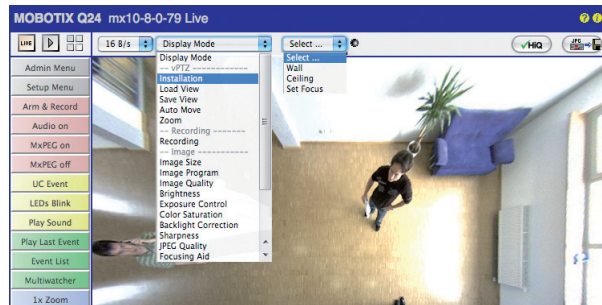 MOBOTIX Q24 mx10-8-0-79 Live
LIVE
16 B/s
Display Mode
Select ...
HiQ
JPG
Admin Menu
Setup Menu
Arm & Record
Audio on
MxPEG on
MxPEG off
UC Event
LEDs Blink
Play Sound
Play Last Event
Event List
Multiwatcher
1x Zoom
Display Mode
-- vPTZ ------------
Installation
Load View
Save View
Auto Move
Zoom
-- Recording -------
Recording
-- Image ------------
Image Size
Image Program
Image Quality
Brightness
Exposure Control
Color Saturation
Backlight Correction
Sharpness
JPEG Quality
Focusing Aid
Select ...
Wall
Ceiling
Set Focus